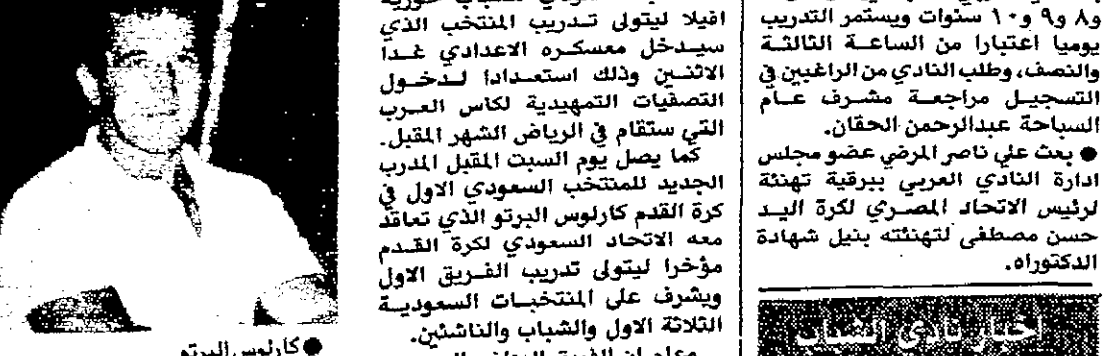 و٨ و٩ و١٠ سنوات ويستمر التدريب
يوميا اعتبارا من الساعة الثالثة
والنصف، وطلب النادي من الراغبين في
التسجيل مراجعة مشرف عام
السباحة عبدالرحمن الحقان.
● بعث علي ناصر المرضي عضو مجلس
ادارة النادي العربي ببرقية تهنئة
لرئيس الاتحاد المصري لكرة اليد
حسن مصطفى لتهنئته بنيل شهادة
الدكتوراه.
اخبار نادي الشباب
افيلا ليتولى تدريب المنتخب الذي
سيدخل معسكره الاعدادي غدا
الاثنين وذلك استعدادا لدخول
التصفيات التمهيدية لكاس العرب
التي ستقام في الرياض الشهر المقبل.
كما يصل يوم السبت المقبل المدرب
الجديد للمنتخب السعودي الاول في
كرة القدم كارلوس البرتو الذي تعاقد
معه الاتحاد السعودي لكرة القدم
مؤخرا ليتولى تدريب الفريق الاول
ويشرف على المنتخبات السعودية
الثلاثة الاول والشباب والناشئين.
● كارلوس البرتو